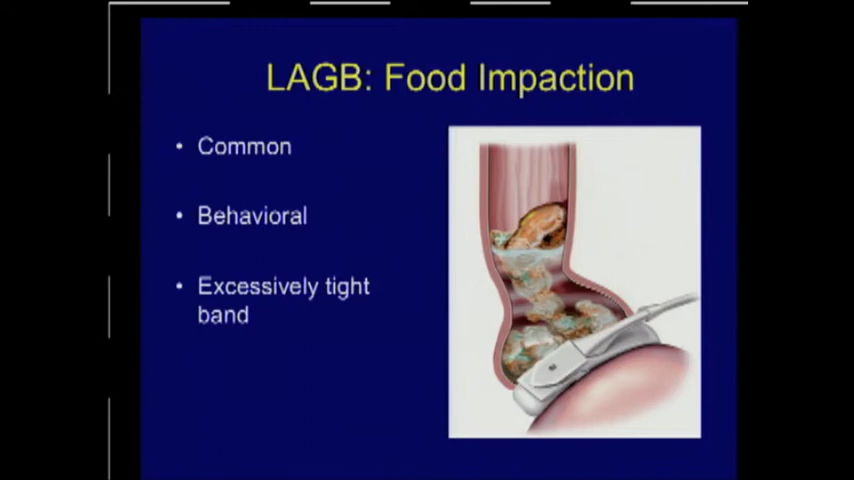 LAGB: Food Impaction
• Common
• Behavioral
• Excessively tight
band